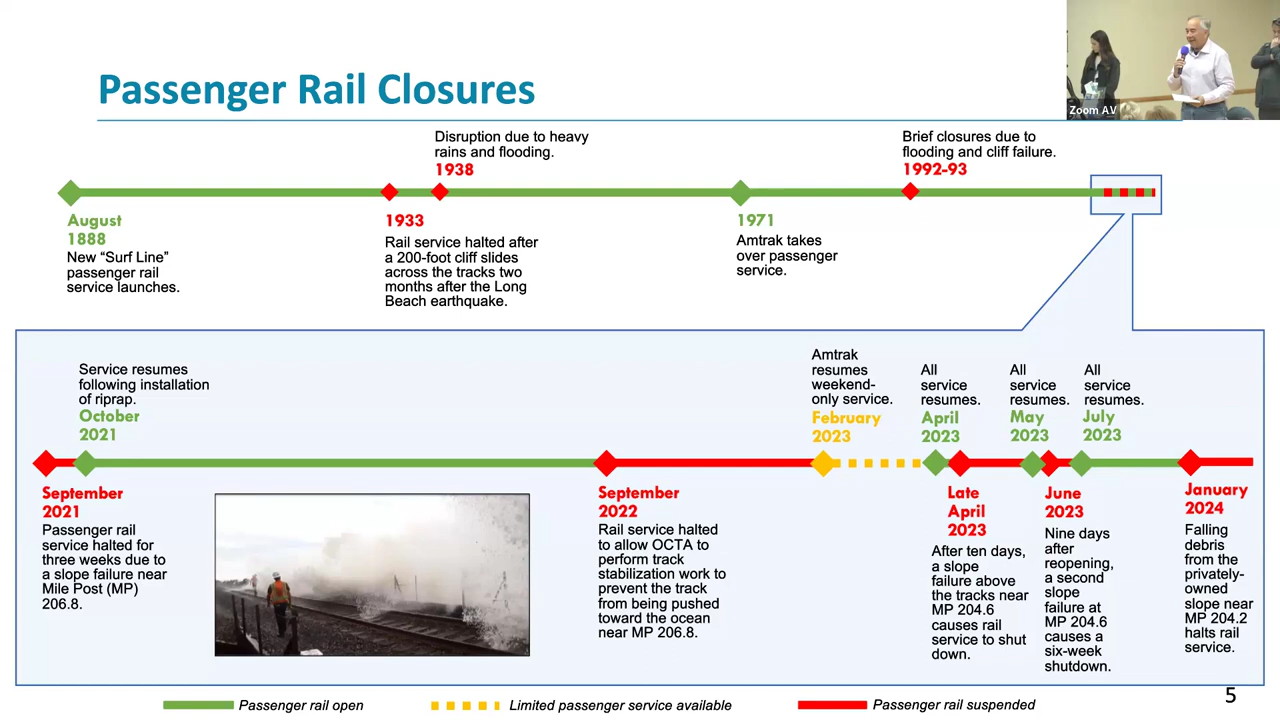 Zoom AV
Passenger Rail Closures
Disruption due to heavy
rains and flooding.
1938
Brief closures due to
flooding and cliff failure.
1992-93
August
1888
New “Surf Line”
passenger rail
service launches.
1933
Rail service halted after
a 200-foot cliff slides
across the tracks two
months after the Long
Beach earthquake.
1971
Amtrak takes
over passenger
service.
Service resumes
following installation
of riprap.
October
2021
Amtrak
resumes
weekend-
only service.
February
2023
All
service
resumes.
April
2023
All
service
resumes.
May
2023
All
service
resumes.
July
2023
September
2021
Passenger rail
service halted for
three weeks due to
a slope failure near
Mile Post (MP)
206.8.
September
2022
Rail service halted
to allow OCTA to
perform track
stabilization work to
prevent the track
from being pushed
toward the ocean
near MP 206.8.
Late
April
2023
After ten days,
a slope
failure above
the tracks near
MP 204.6
causes rail
service to shut
down.
June
2023
Nine days
after
reopening,
a second
slope
failure at
MP 204.6
causes a
six-week
shutdown.
January
2024
Falling
debris
from the
privately-
owned
slope near
MP 204.2
halts rail
service.
Passenger rail open
Limited passenger service available
Passenger rail suspended
5